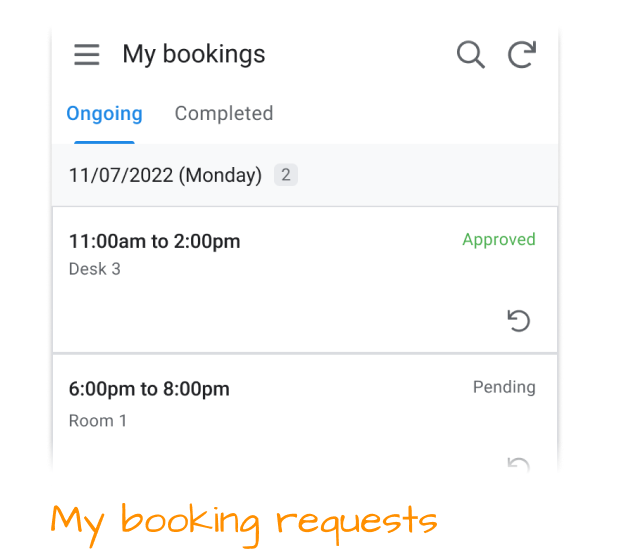 My bookings
Ongoing Completed
11/07/2022 (Monday) 2
11:00am to 2:00pm Approved
Desk 3
6:00pm to 8:00pm Pending
Room 1
My booking requests